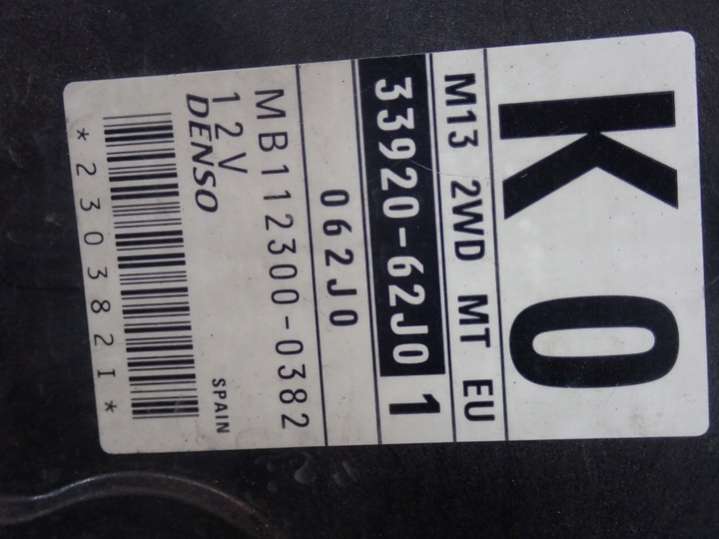 K0
M13 2WD MT EU
33920-62J0 1
062J0
MB112300-0382
12V
DENSO
SPAIN
*230382I*